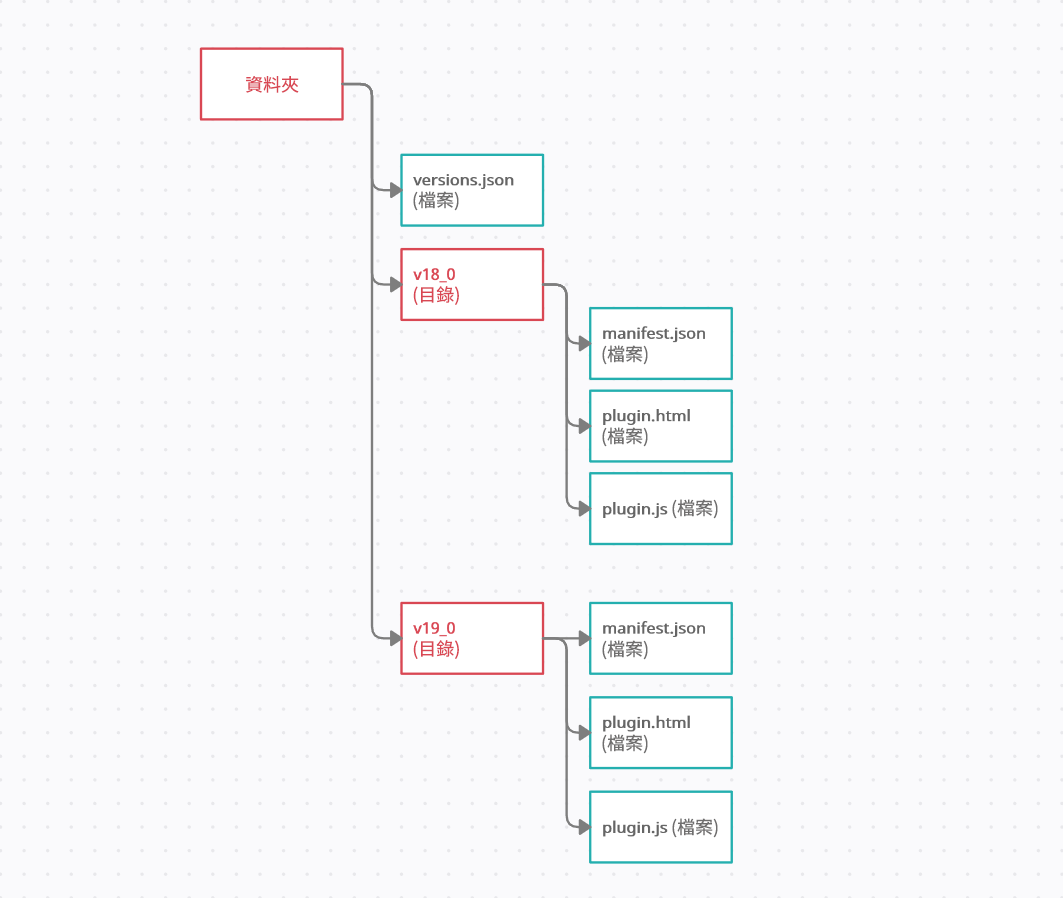 資料夾
versions.json
(檔案)
v18_0
(目錄)
manifest.json
(檔案)
plugin.html
(檔案)
plugin.js (檔案)
v19_0
(目錄)
manifest.json
(檔案)
plugin.html
(檔案)
plugin.js (檔案)